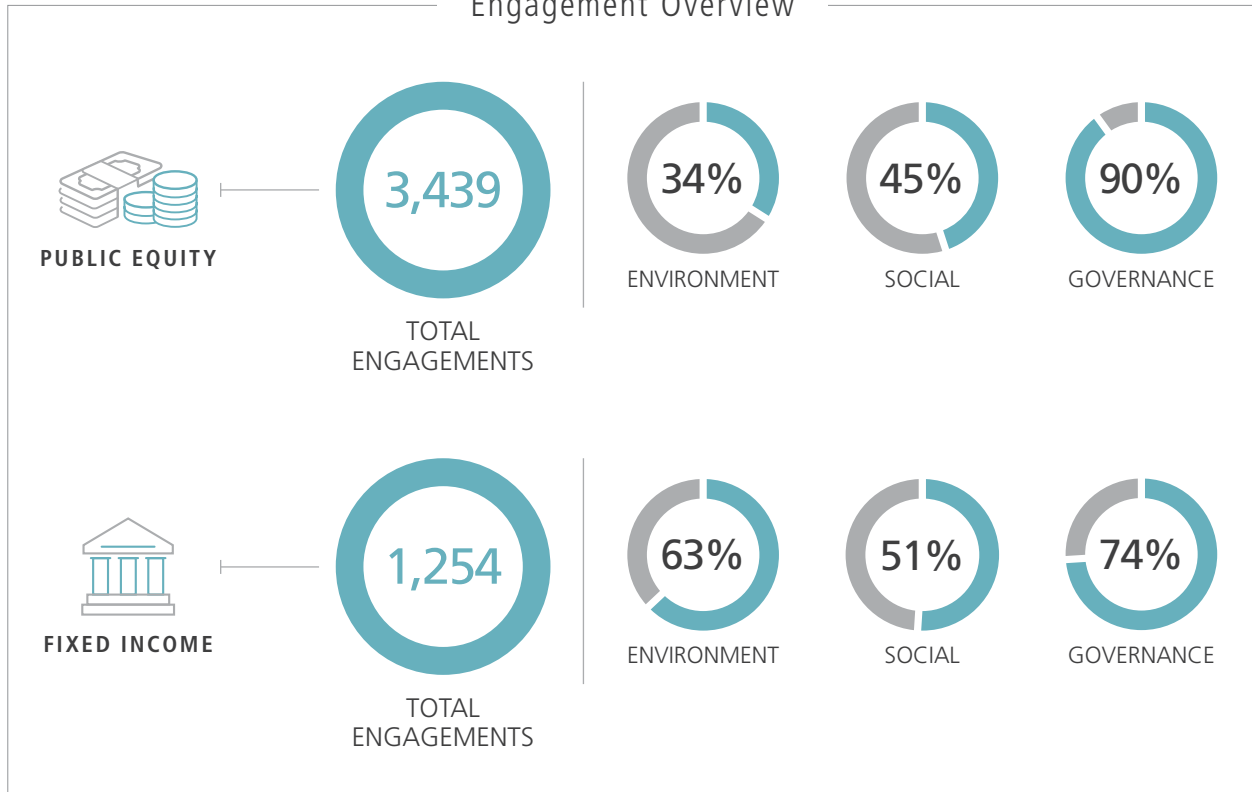 Engagement Overview
PUBLIC EQUITY
3,439
TOTAL
ENGAGEMENTS
34%
ENVIRONMENT
45%
SOCIAL
90%
GOVERNANCE
FIXED INCOME
1,254
TOTAL
ENGAGEMENTS
63%
ENVIRONMENT
51%
SOCIAL
74%
GOVERNANCE